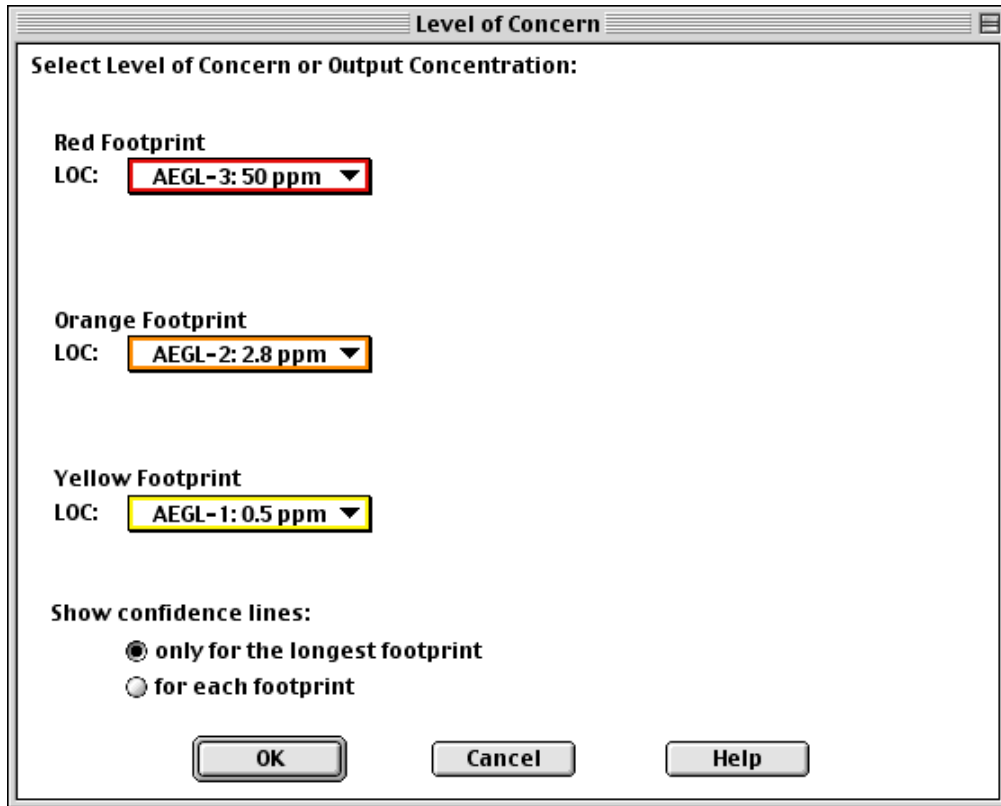 Level of Concern
Select Level of Concern or Output Concentration:
Red Footprint
LOC: AEGL-3: 50 ppm
Orange Footprint
LOC: AEGL-2: 2.8 ppm
Yellow Footprint
LOC: AEGL-1: 0.5 ppm
Show confidence lines:
only for the longest footprint
for each footprint
OK Cancel Help